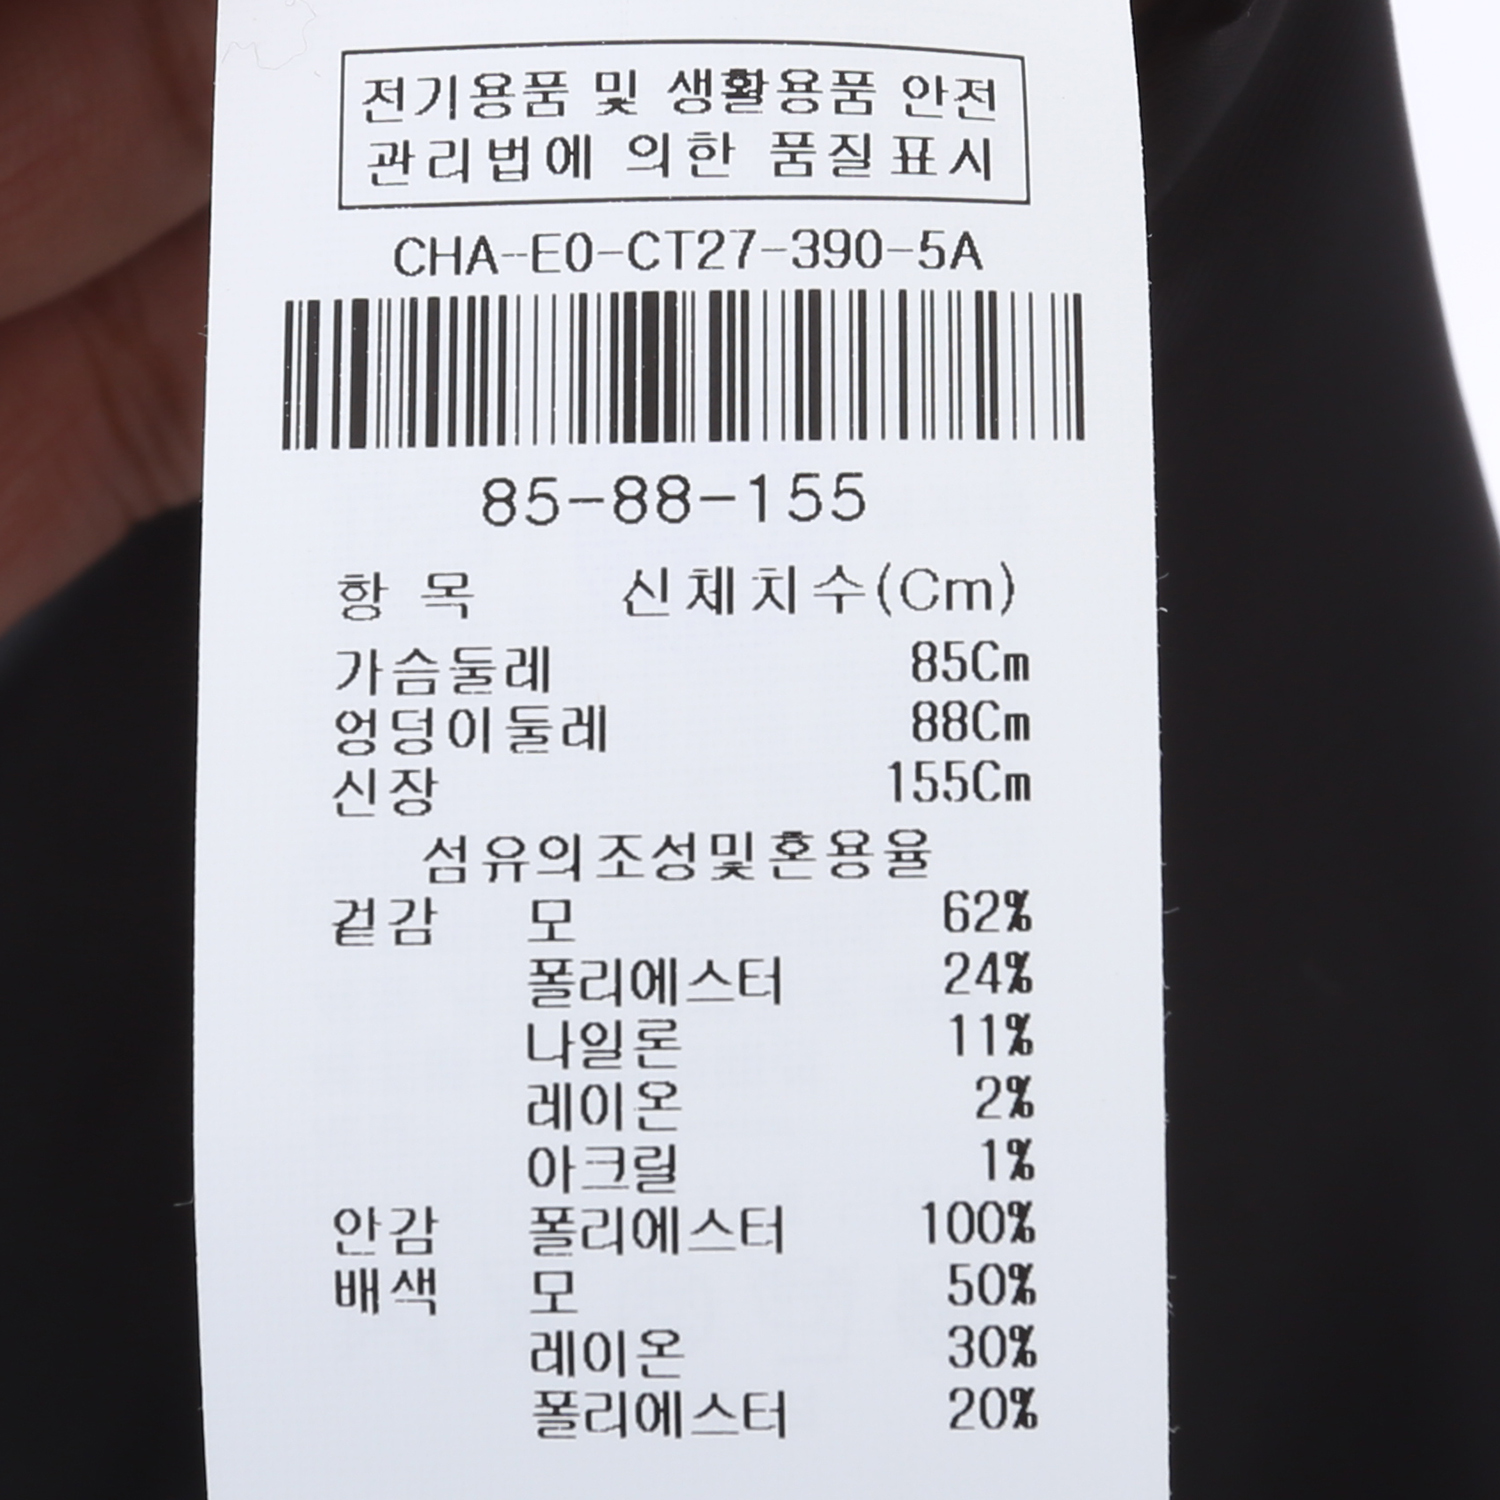 전기용품 및 생활용품 안전
관리법에 의한 품질표시
CHA-E0-CT27-390-5A
85-88-155
항 목 신체치수(Cm)
가슴둘레 85Cm
엉덩이둘레 88Cm
신장 155Cm
섬유의조성및혼용율
겉감 모 62%
폴리에스터 24%
나일론 11%
레이온 2%
아크릴 1%
안감 폴리에스터 100%
배색 모 50%
레이온 30%
폴리에스터 20%